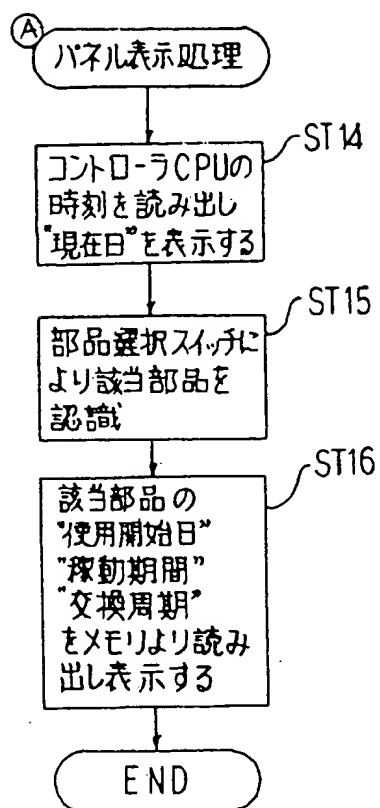 A
パネル表示処理
ST14
コントローラCPUの
時刻を読み出し
"現在日"を表示する
ST15
部品選択スイッチに
より該当部品を
認識
ST16
該当部品の
"使用開始日"
"稼動期間"
"交換周期"
をメモリより読み
出し表示する
END